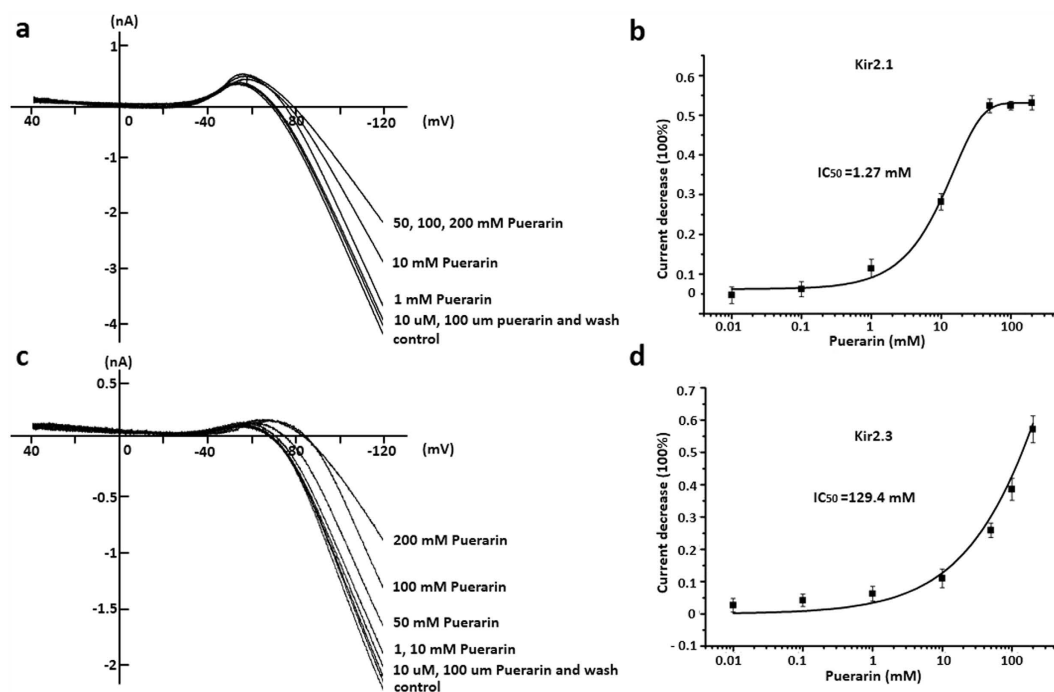 a
(nA)
1
40
0
-40
-80
-120
(mV)
-1
-2
-3
-4
50, 100, 200 mM Puerarin
10 mM Puerarin
1 mM Puerarin
10 uM, 100 um puerarin and wash
control
b
Kir2.1
IC50 =1.27 mM
Current decrease (100%)
0.6
0.5
0.4
0.3
0.2
0.1
0
0.01
0.1
1
10
100
Puerarin (mM)
c
(nA)
0.5
40
0
-40
-80
-120
(mV)
-0.5
-1
-1.5
-2
200 mM Puerarin
100 mM Puerarin
50 mM Puerarin
1, 10 mM Puerarin
10 uM, 100 um Puerarin and wash
control
d
Kir2.3
IC50 =129.4 mM
Current decrease (100%)
0.7
0.6
0.5
0.4
0.3
0.2
0.1
0
- 0.1
0.01
0.1
1
10
100
Puerarin (mM)